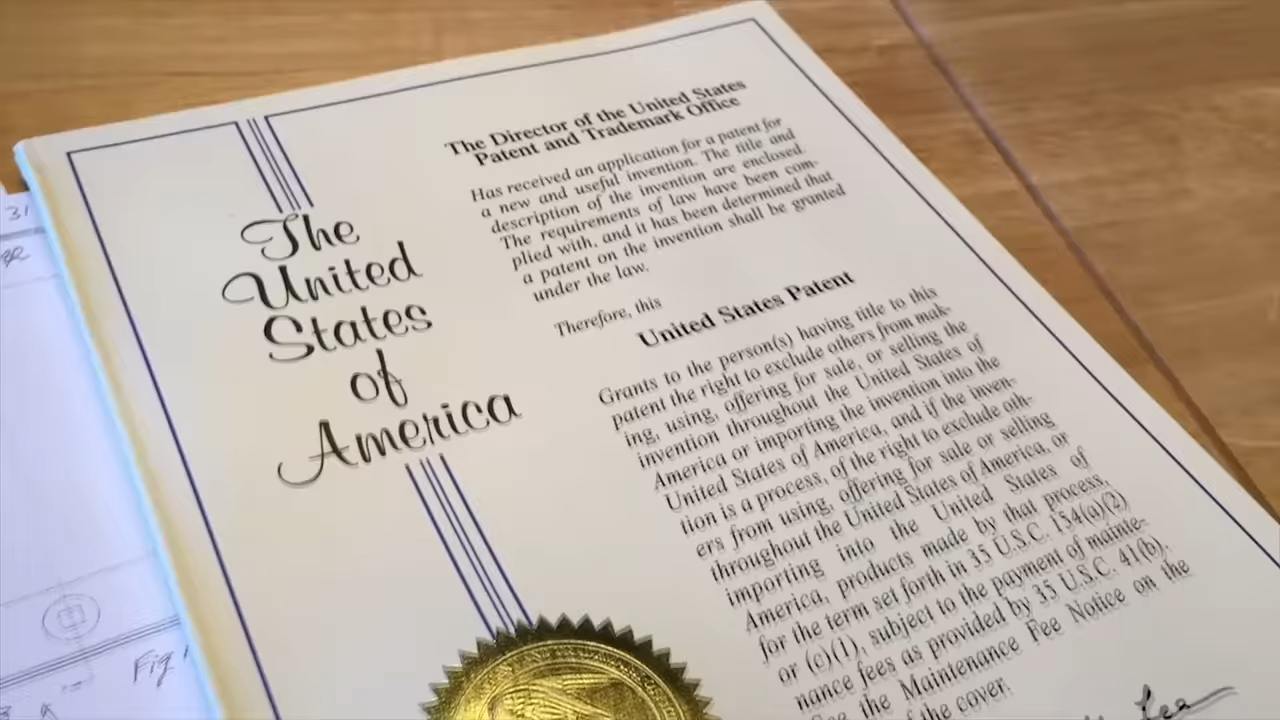 The
United
States
of
America
The Director of the United States
Patent and Trademark Office
Has received an application for a patent for
a new and useful invention. The title and
description of the invention are enclosed.
The requirements of law have been com-
plied with, and it has been determined that
a patent on the invention shall be granted
under the law.
Therefore, this
United States Patent
Grants to the person(s) having title to this
patent the right to exclude others from mak-
ing, using, offering for sale, or selling the
invention throughout the United States of
America or importing the invention into the
United States of America, and if the inven-
tion is a process, of the right to exclude oth-
ers from using, offering for sale or selling
throughout the United States of America, or
importing into the United States of
America, products made by that process,
for the term set forth in 35 U.S.C. 154(a)(2)
or (c)(1), subject to the payment of mainte-
nance fees as provided by 35 U.S.C. 41(b).
See the Maintenance Fee Notice on the
of the cover.
Lee
31
Fig